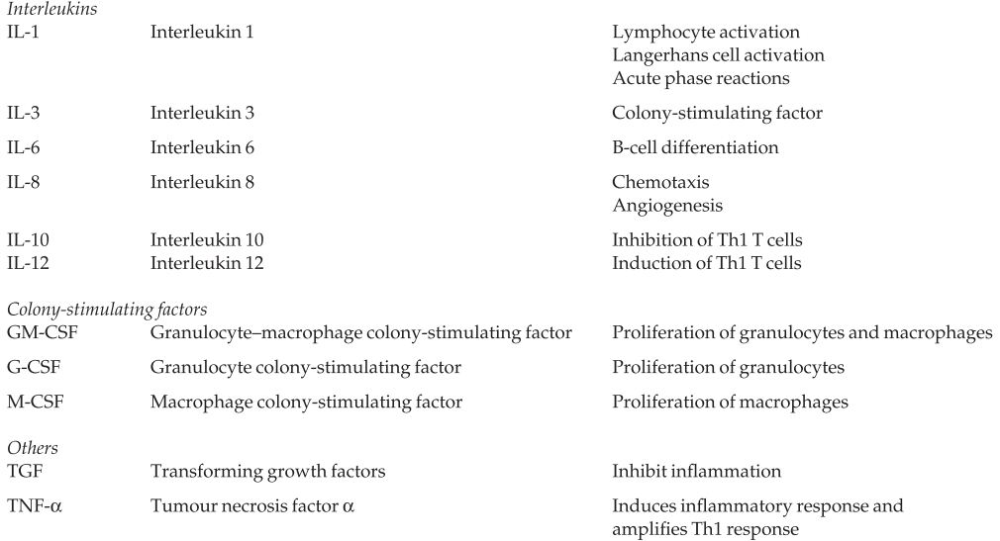 Interleukins
IL-1 Interleukin 1 Lymphocyte activation
Langerhans cell activation
Acute phase reactions
IL-3 Interleukin 3 Colony-stimulating factor
IL-6 Interleukin 6 B-cell differentiation
IL-8 Interleukin 8 Chemotaxis
Angiogenesis
IL-10 Interleukin 10 Inhibition of Th1 T cells
IL-12 Interleukin 12 Induction of Th1 T cells
Colony-stimulating factors
GM-CSF Granulocyte–macrophage colony-stimulating factor Proliferation of granulocytes and macrophages
G-CSF Granulocyte colony-stimulating factor Proliferation of granulocytes
M-CSF Macrophage colony-stimulating factor Proliferation of macrophages
Others
TGF Transforming growth factors Inhibit inflammation
TNF-α Tumour necrosis factor α Induces inflammatory response and
amplifies Th1 response